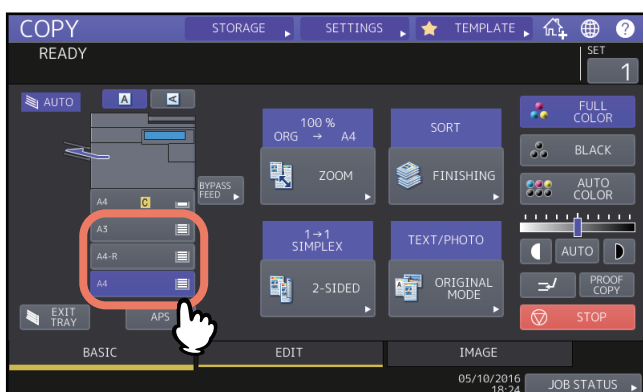 COPY
STORAGE
SETTINGS
TEMPLATE
?
READY
SET
1
AUTO
A
A
100 %
ORG → A4
ZOOM
SORT
FINISHING
FULL
COLOR
BLACK
AUTO
COLOR
A4
C
BYPASS
FEED
A3
A4-R
A4
1→1
SIMPLEX
2-SIDED
TEXT/PHOTO
ORIGINAL
MODE
AUTO
PROOF
COPY
EXIT
TRAY
APS
STOP
BASIC
EDIT
IMAGE
05/10/2016
18:24
JOB STATUS